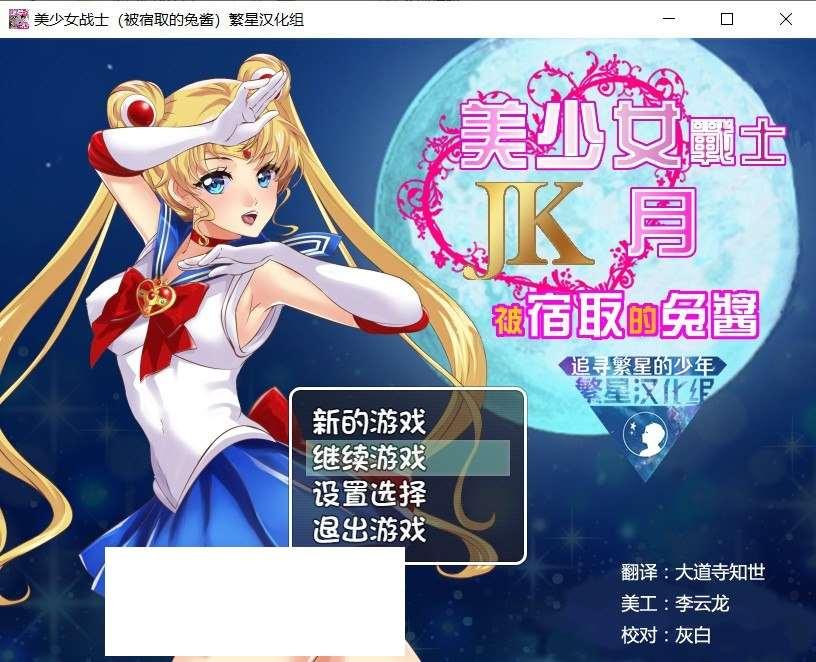 美少女战士（被宿取的兔酱）繁星汉化组
美少女戰士
JK月
被宿取的兔醬
追寻繁星的少年
繁星汉化组
新的游戏
继续游戏
设置选择
退出游戏
翻译：大道寺知世
美工：李云龙
校对：灰白